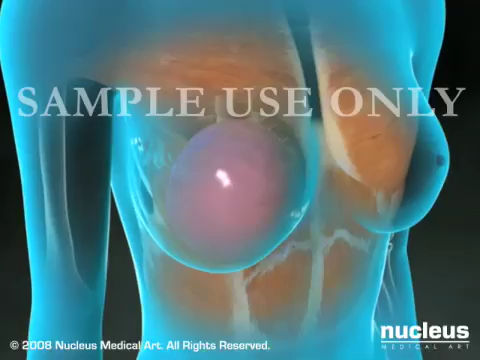 SAMPLE USE ONLY
nucleus
MEDICAL ART
© 2008 Nucleus Medical Art. All Rights Reserved.